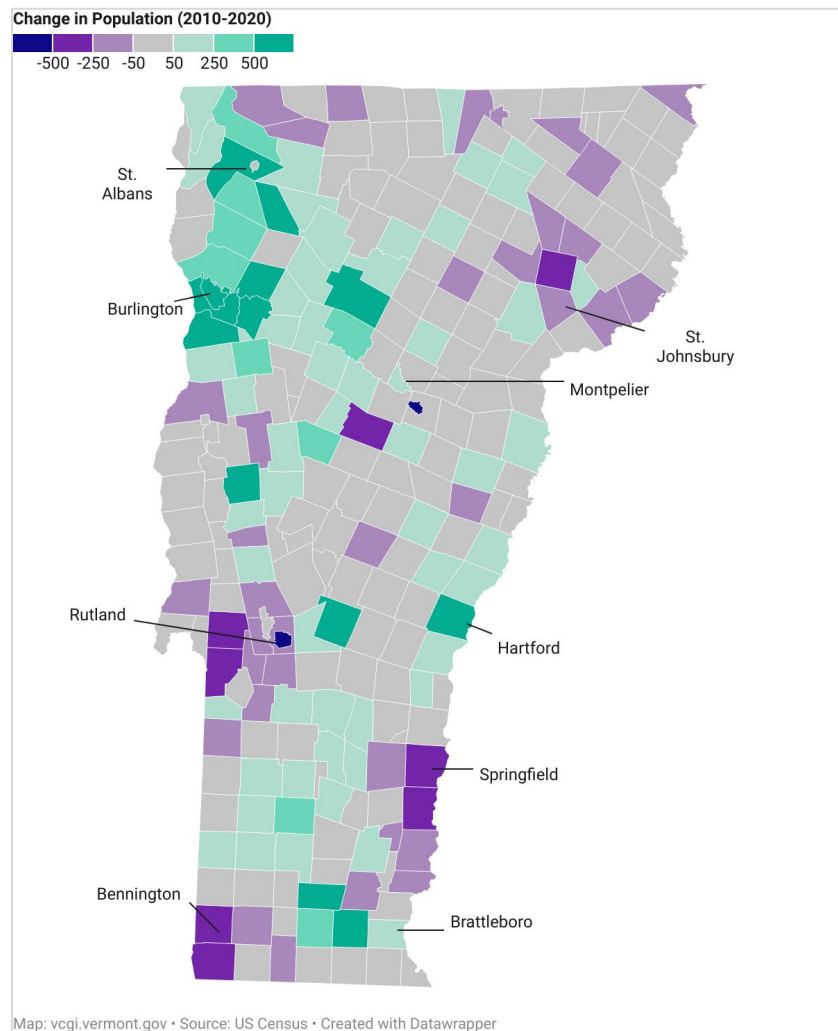 Change in Population (2010-2020)
-500 -250 -50 50 250 500
St.
Albans
Burlington
St.
Johnsbury
Montpelier
Rutland
Hartford
Springfield
Bennington
Brattleboro
Map: vcgi.vermont.gov • Source: US Census • Created with Datawrapper